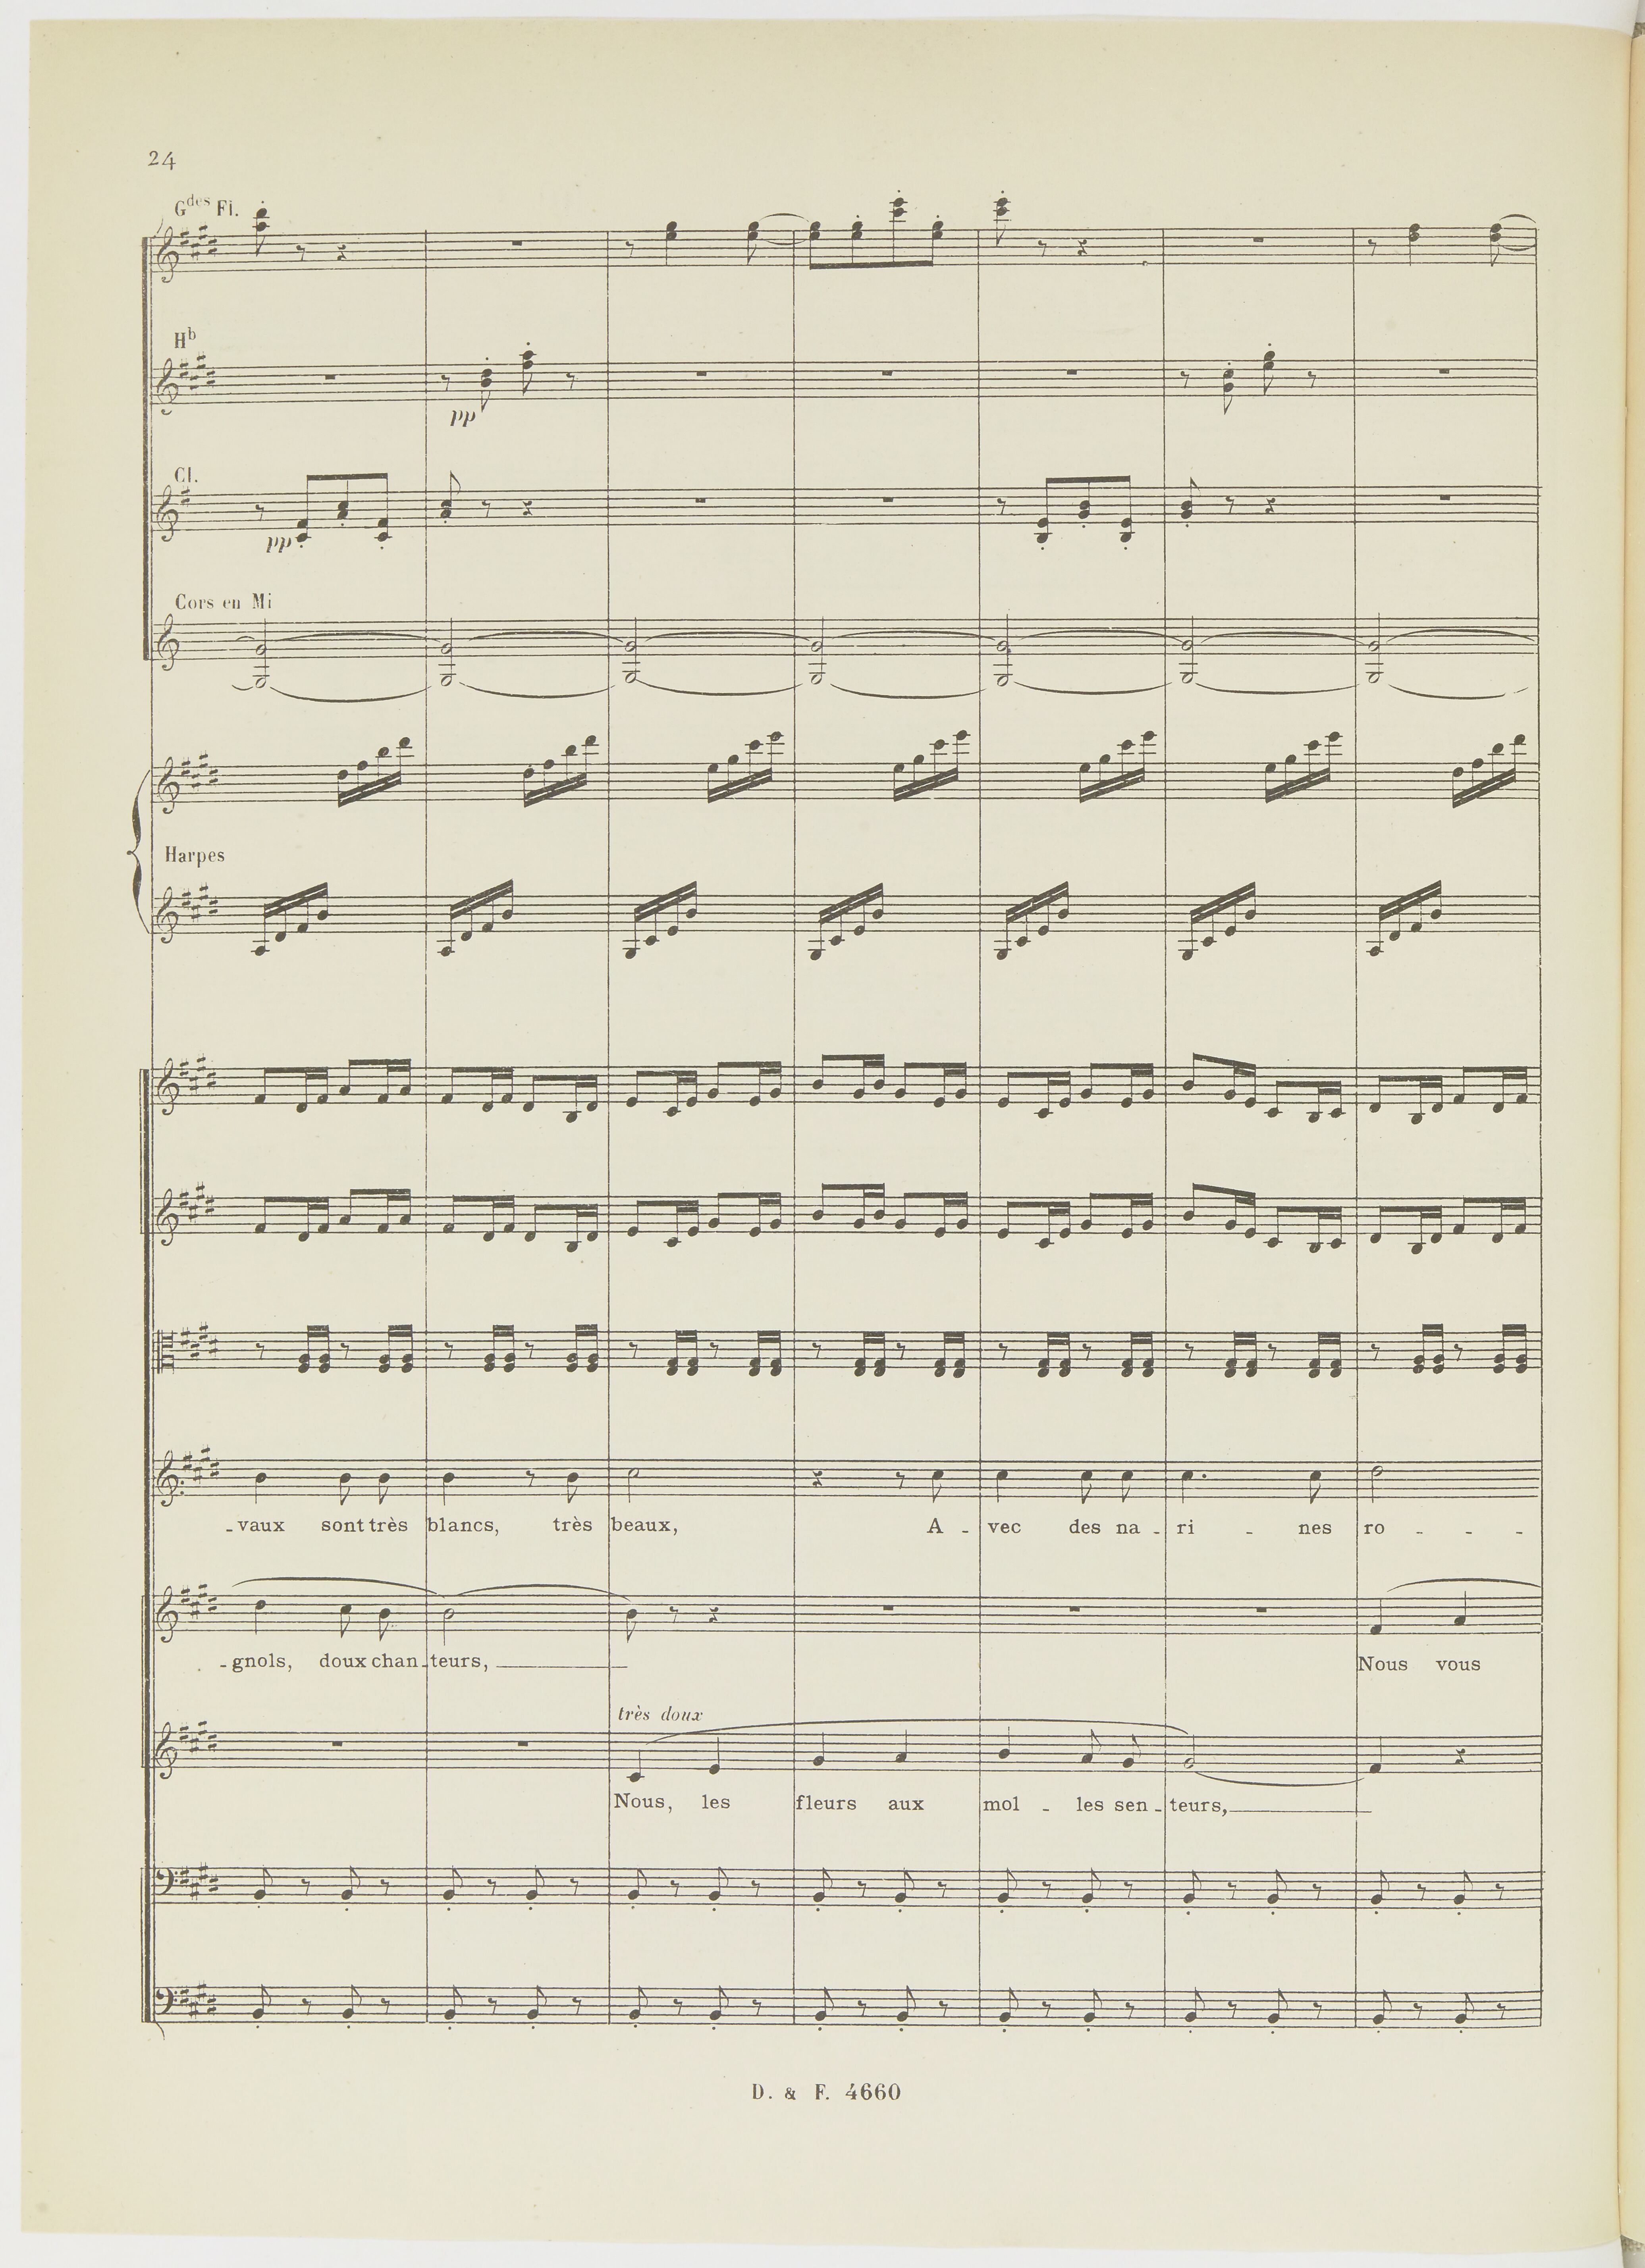 24
Gdes Fl.
Hb
pp
Cl.
pp
Cors en Mi
Harpes
-vaux sont très blancs, très beaux, A - vec des na - ri - nes ro - - -
-gnols, doux chan-teurs, Nous vous
très doux
Nous, les fleurs aux mol - les sen - teurs,
D. & F. 4660